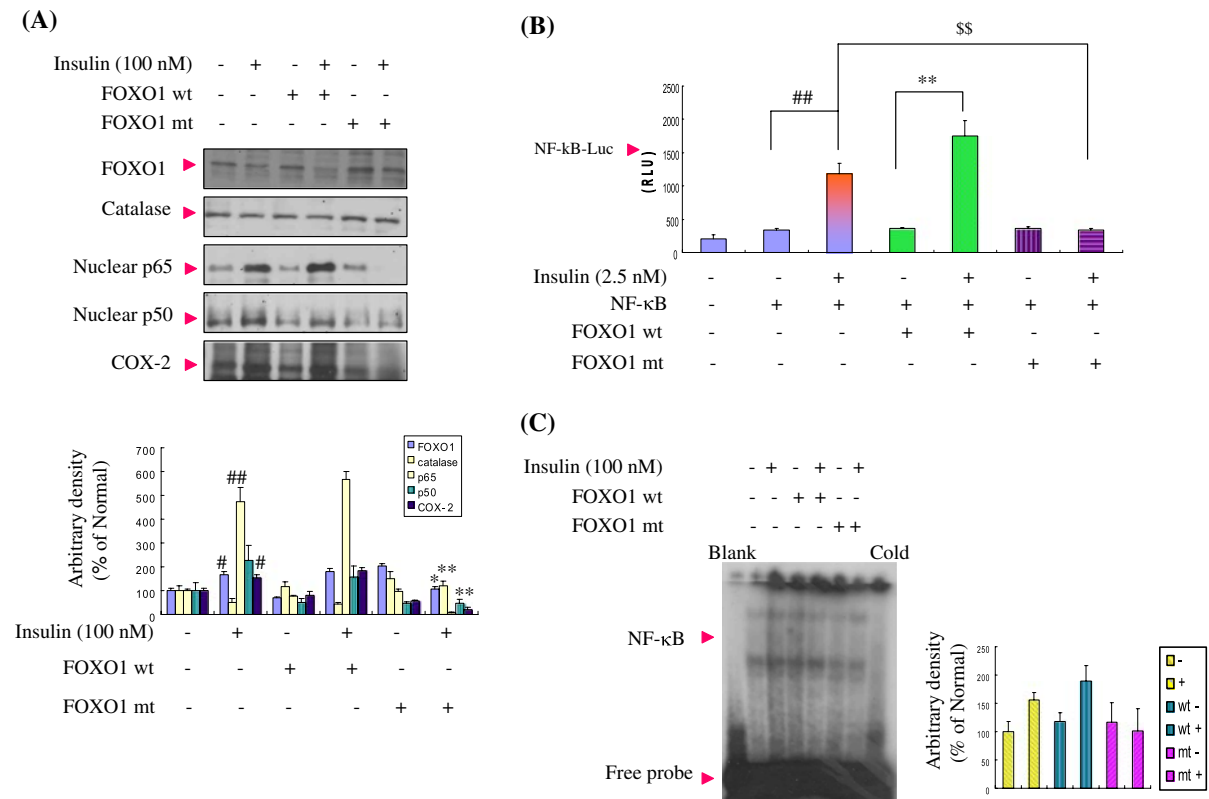 (A)
Insulin (100 nM) - + - + - +
FOXO1 wt - - + + - -
FOXO1 mt - - - - + +
FOXO1
Catalase
Nuclear p65
Nuclear p50
COX-2
Arbitrary density
(% of Normal)
700
600
500
400
300
200
100
0
FOXO1
catalase
p65
p50
COX-2
# ## # * ** **
Insulin (100 nM) - + - + - +
FOXO1 wt - - + + - -
FOXO1 mt - - - - + +
(B)
$$
## **
NF-kB-Luc
(RLU)
2500
2000
1500
1000
500
0
Insulin (2.5 nM) - - + - + - +
NF-κB - + + + + + +
FOXO1 wt - - - + + - -
FOXO1 mt - - - - - + +
(C)
Insulin (100 nM) - + - + - +
FOXO1 wt - - + + - -
FOXO1 mt - - - - + +
Blank Cold
NF-κB
Free probe
Arbitrary density
(% of Normal)
250
200
150
100
50
0
-
+
wt -
wt +
mt -
mt +